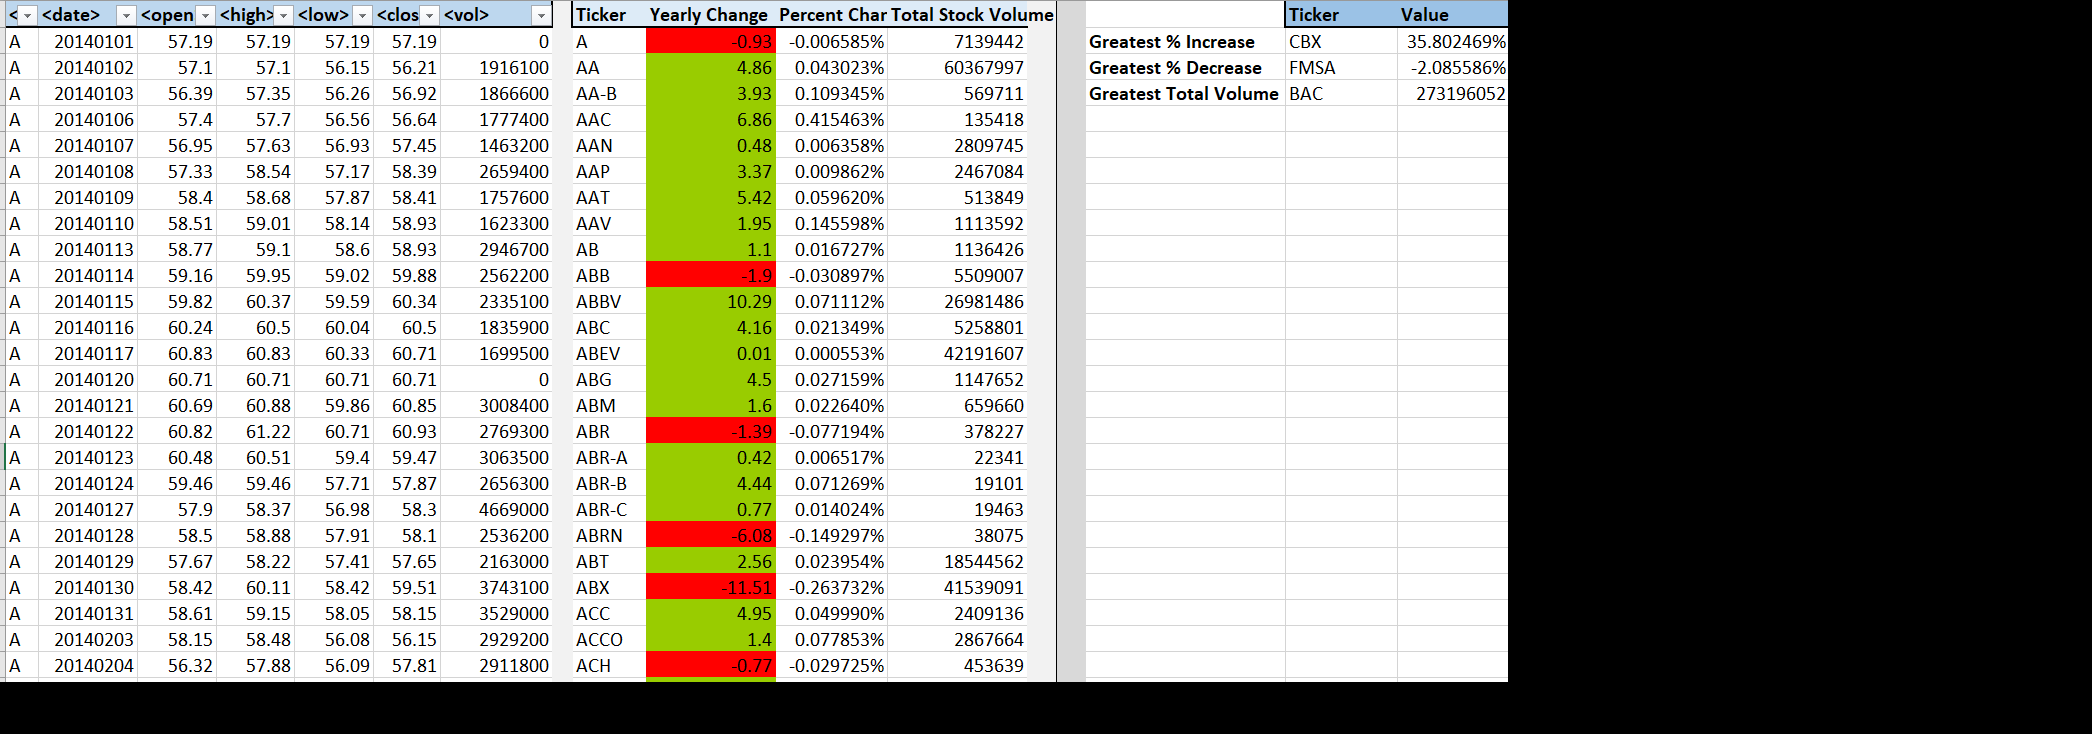 < <date> <open <high> <low> <clos <vol> Ticker Yearly Change Percent Char Total Stock Volume Ticker Value
A 20140101 57.19 57.19 57.19 57.19 0 A -0.93 -0.006585% 7139442 Greatest % Increase CBX 35.802469%
A 20140102 57.1 57.1 56.15 56.21 1916100 AA 4.86 0.043023% 60367997 Greatest % Decrease FMSA -2.085586%
A 20140103 56.39 57.35 56.26 56.92 1866600 AA-B 3.93 0.109345% 569711 Greatest Total Volume BAC 273196052
A 20140106 57.4 57.7 56.56 56.64 1777400 AAC 6.86 0.415463% 135418
A 20140107 56.95 57.63 56.93 57.45 1463200 AAN 0.48 0.006358% 2809745
A 20140108 57.33 58.54 57.17 58.39 2659400 AAP 3.37 0.009862% 2467084
A 20140109 58.4 58.68 57.87 58.41 1757600 AAT 5.42 0.059620% 513849
A 20140110 58.51 59.01 58.14 58.93 1623300 AAV 1.95 0.145598% 1113592
A 20140113 58.77 59.1 58.6 58.93 2946700 AB 1.1 0.016727% 1136426
A 20140114 59.16 59.95 59.02 59.88 2562200 ABB -1.9 -0.030897% 5509007
A 20140115 59.82 60.37 59.59 60.34 2335100 ABBV 10.29 0.071112% 26981486
A 20140116 60.24 60.5 60.04 60.5 1835900 ABC 4.16 0.021349% 5258801
A 20140117 60.83 60.83 60.33 60.71 1699500 ABEV 0.01 0.000553% 42191607
A 20140120 60.71 60.71 60.71 60.71 0 ABG 4.5 0.027159% 1147652
A 20140121 60.69 60.88 59.86 60.85 3008400 ABM 1.6 0.022640% 659660
A 20140122 60.82 61.22 60.71 60.93 2769300 ABR -1.39 -0.077194% 378227
A 20140123 60.48 60.51 59.4 59.47 3063500 ABR-A 0.42 0.006517% 22341
A 20140124 59.46 59.46 57.71 57.87 2656300 ABR-B 4.44 0.071269% 19101
A 20140127 57.9 58.37 56.98 58.3 4669000 ABR-C 0.77 0.014024% 19463
A 20140128 58.5 58.88 57.91 58.1 2536200 ABRN -6.08 -0.149297% 38075
A 20140129 57.67 58.22 57.41 57.65 2163000 ABT 2.56 0.023954% 18544562
A 20140130 58.42 60.11 58.42 59.51 3743100 ABX -11.51 -0.263732% 41539091
A 20140131 58.61 59.15 58.05 58.15 3529000 ACC 4.95 0.049990% 2409136
A 20140203 58.15 58.48 56.08 56.15 2929200 ACCO 1.4 0.077853% 2867664
A 20140204 56.32 57.88 56.09 57.81 2911800 ACH -0.77 -0.029725% 453639